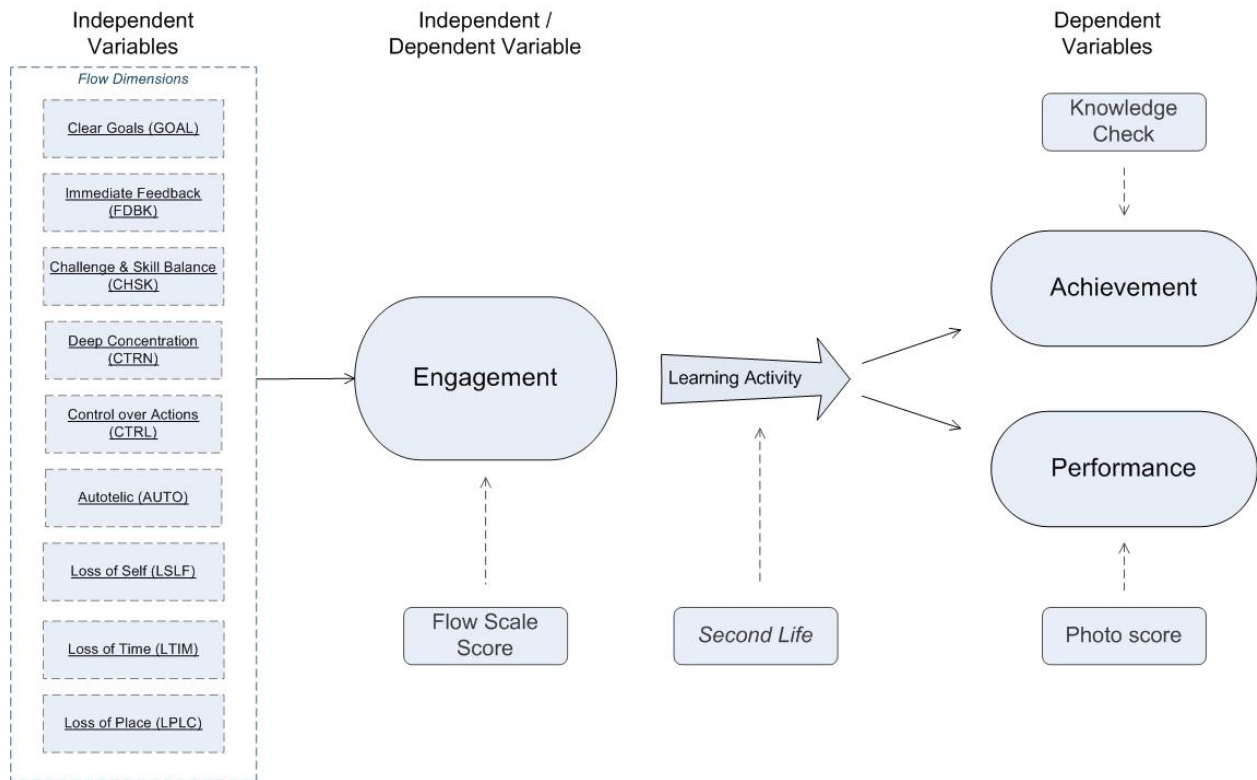 Independent
Variables
Independent /
Dependent Variable
Dependent
Variables
Flow Dimensions
Clear Goals (GOAL)
Immediate Feedback
(FDBK)
Challenge & Skill Balance
(CHSK)
Deep Concentration
(CTRN)
Control over Actions
(CTRL)
Autotelic (AUTO)
Loss of Self (LSLF)
Loss of Time (LTIM)
Loss of Place (LPLC)
Engagement
Flow Scale
Score
Learning Activity
Second Life
Knowledge
Check
Achievement
Performance
Photo score